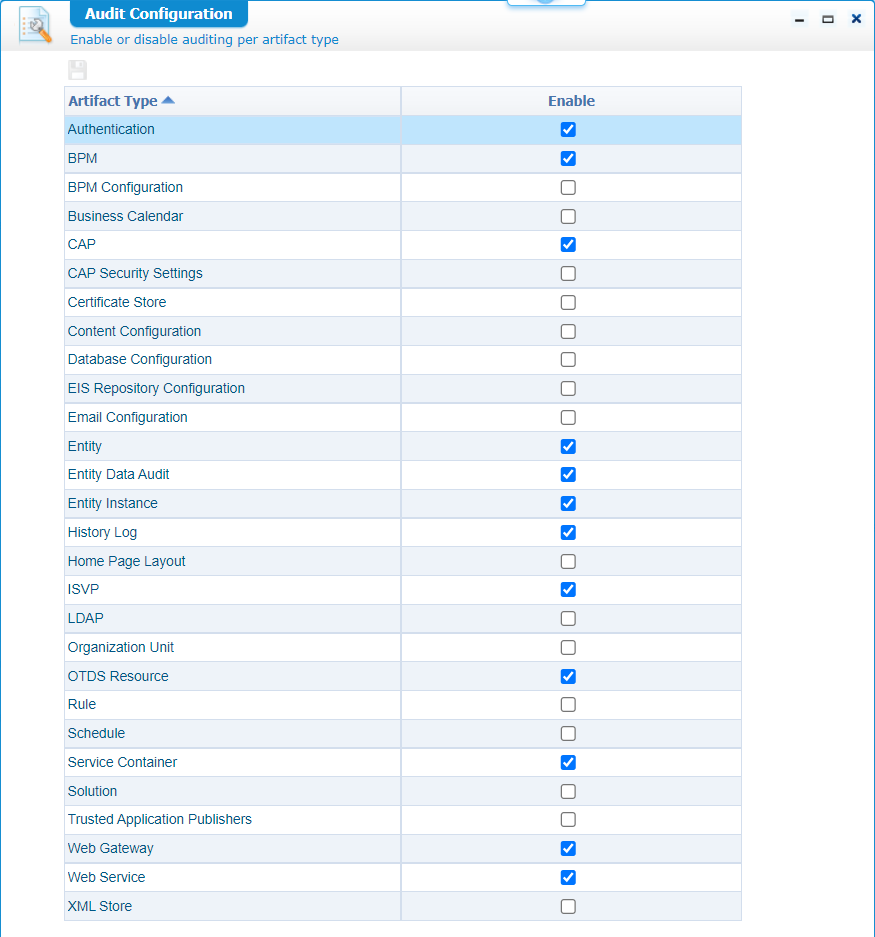 Audit Configuration
Enable or disable auditing per artifact type
Artifact Type Enable
Authentication
BPM
BPM Configuration
Business Calendar
CAP
CAP Security Settings
Certificate Store
Content Configuration
Database Configuration
EIS Repository Configuration
Email Configuration
Entity
Entity Data Audit
Entity Instance
History Log
Home Page Layout
ISVP
LDAP
Organization Unit
OTDS Resource
Rule
Schedule
Service Container
Solution
Trusted Application Publishers
Web Gateway
Web Service
XML Store